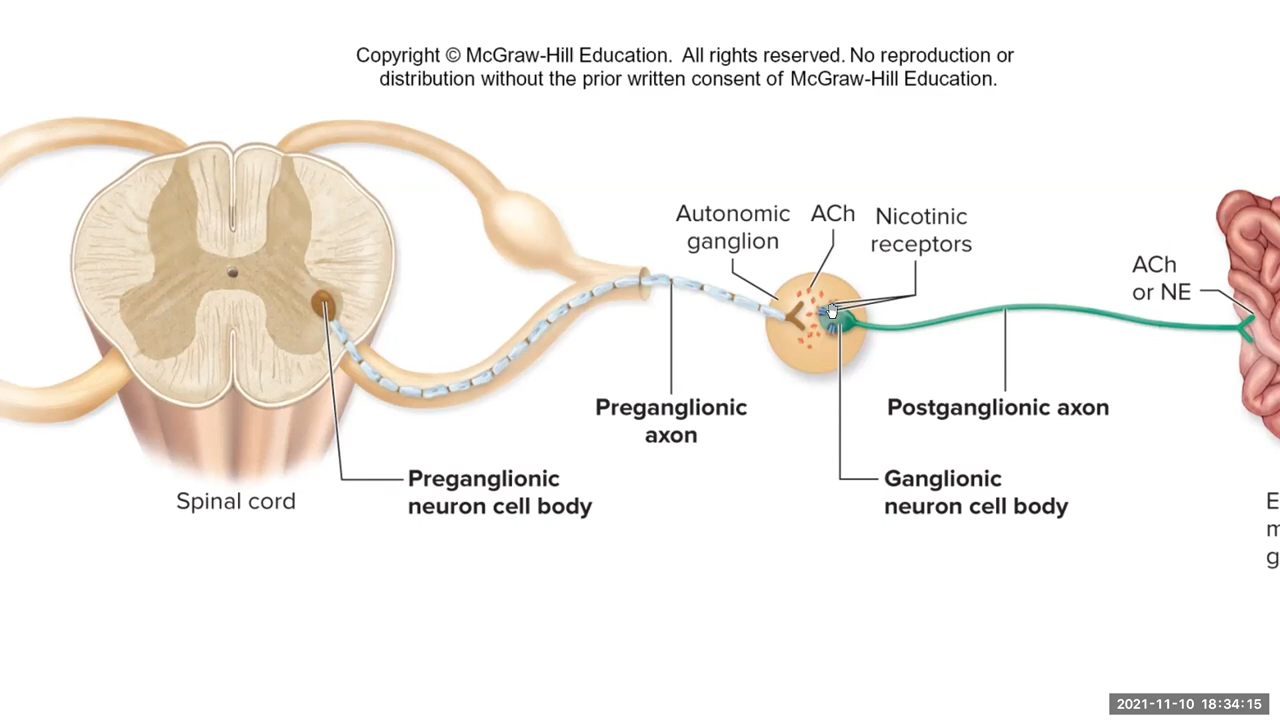 Copyright © McGraw-Hill Education. All rights reserved. No reproduction or
distribution without the prior written consent of McGraw-Hill Education.
Autonomic
ganglion
ACh
Nicotinic
receptors
ACh
or NE
Preganglionic
axon
Postganglionic axon
Preganglionic
neuron cell body
Ganglionic
neuron cell body
Spinal cord
2021-11-10 18:34:15